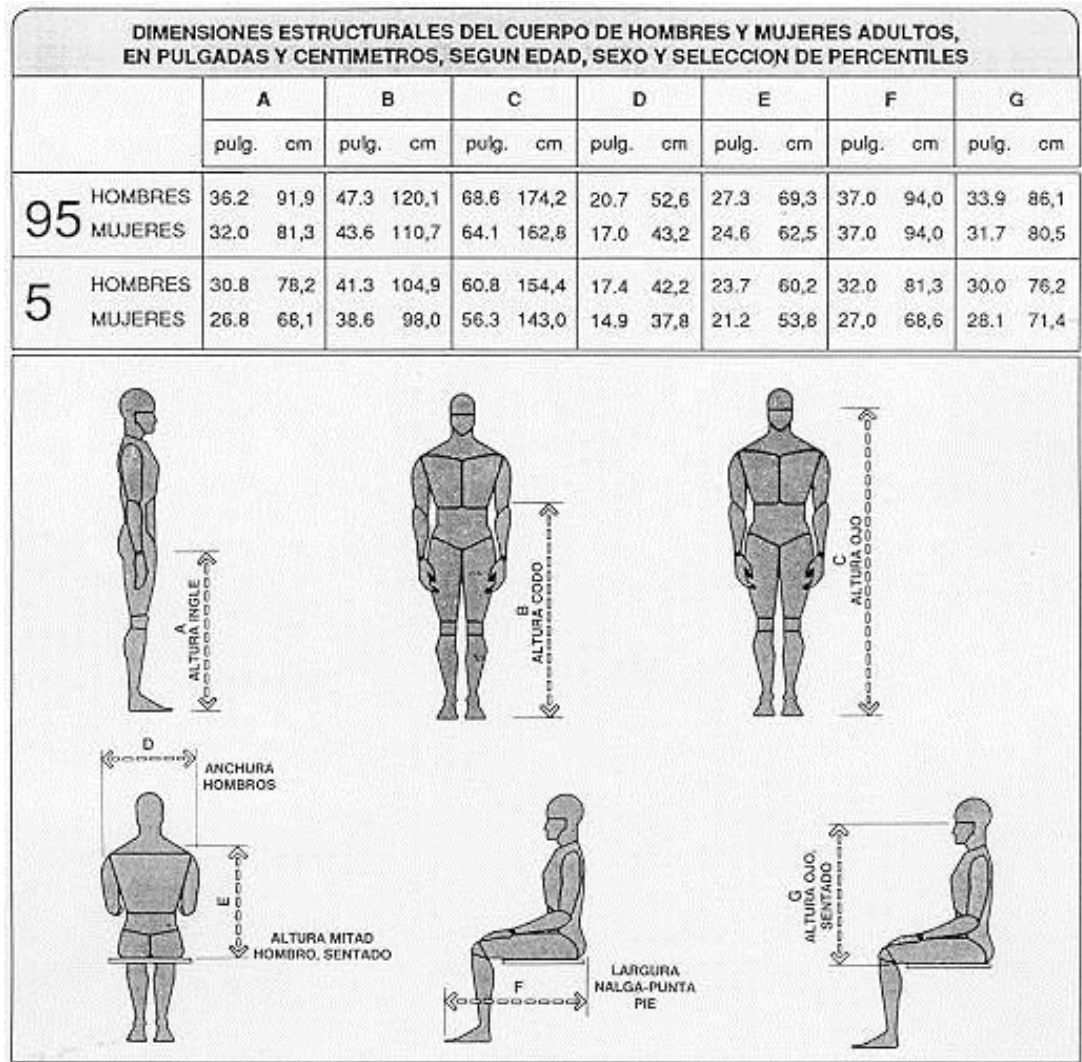 DIMENSIONES ESTRUCTURALES DEL CUERPO DE HOMBRES Y MUJERES ADULTOS,
EN PULGADAS Y CENTIMETROS, SEGUN EDAD, SEXO Y SELECCION DE PERCENTILES
A B C D E F G
pulg. cm pulg. cm pulg. cm pulg. cm pulg. cm pulg. cm pulg. cm
95 HOMBRES 36.2 91,9 47.3 120,1 68.6 174,2 20.7 52,6 27.3 69,3 37.0 94,0 33.9 86,1
MUJERES 32.0 81,3 43.6 110,7 64.1 162,8 17.0 43,2 24.6 62,5 37.0 94,0 31.7 80,5
5 HOMBRES 30.8 78,2 41.3 104,9 60.8 154,4 17.4 42,2 23.7 60,2 32.0 81,3 30.0 76,2
MUJERES 26.8 68,1 38.6 98,0 56.3 143,0 14.9 37,8 21.2 53,8 27,0 68,6 28.1 71,4
A
ALTURA INGLE
B
ALTURA CODO
C
ALTURA OJO
D
ANCHURA
HOMBROS
E
ALTURA MITAD
HOMBRO, SENTADO
F
LARGURA
NALGA-PUNTA
PIE
G
ALTURA OJO,
SENTADO